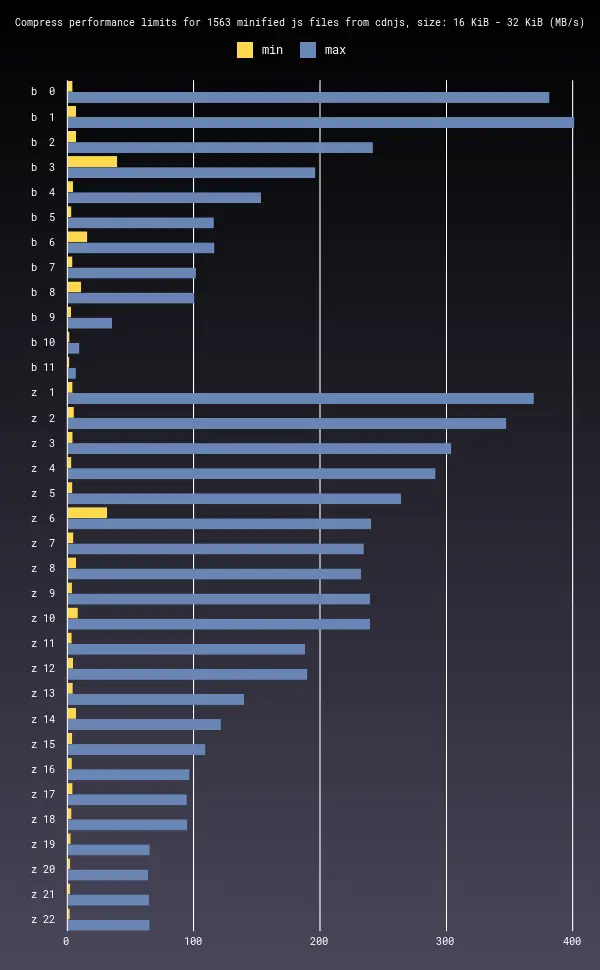 Compress performance limits for 1563 minified js files from cdnjs, size: 16 KiB - 32 KiB (MB/s)
min max
b 0
b 1
b 2
b 3
b 4
b 5
b 6
b 7
b 8
b 9
b 10
b 11
z 1
z 2
z 3
z 4
z 5
z 6
z 7
z 8
z 9
z 10
z 11
z 12
z 13
z 14
z 15
z 16
z 17
z 18
z 19
z 20
z 21
z 22
0 100 200 300 400